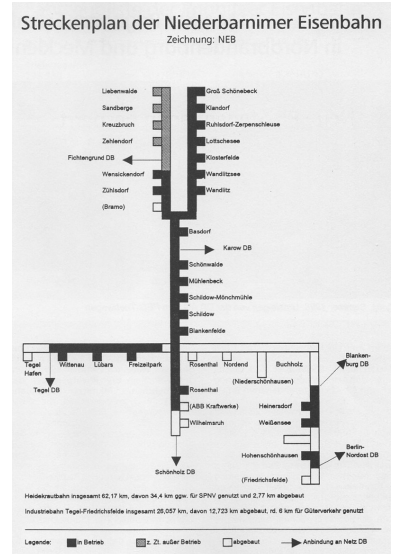 Streckenplan der Niederbarnimer Eisenbahn
Zeichnung: NEB
Liebenwalde
Groß Schönebeck
Sandberge
Klandorf
Kreuzbruch
Ruhlsdorf-Zerpenschleuse
Zehlendorf
Lottschesee
Fichtengrund DB
Klosterfelde
Wensickendorf
Wandlitzsee
Zühlsdorf
Wandlitz
(Bramo)
Basdorf
Karow DB
Schönwalde
Mühlenbeck
Schildow-Mönchmühle
Schildow
Blankenfelde
Tegel Hafen
Wittenau
Lübars
Freizeitpark
Rosenthal
Nordend
Buchholz
Blankenburg DB
Tegel DB
(Niederschönhausen)
Rosenthal
(ABB Kraftwerke)
Heinersdorf
Wilhelmsruh
Weißensee
Schönholz DB
Hohenschönhausen
Berlin-Nordost DB
(Friedrichsfelde)
Heidekrautbahn insgesamt 62,17 km, davon 34,4 km ggw. für SPNV genutzt und 2,77 km abgebaut
Industriebahn Tegel-Friedrichsfelde insgesamt 26,057 km, davon 12,723 km abgebaut, rd. 6 km für Güterverkehr genutzt
Legende: in Betrieb z. Zt. außer Betrieb abgebaut Anbindung an Netz DB